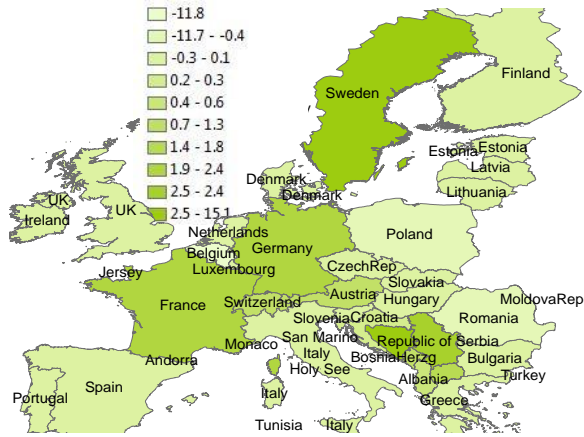 -11.8
-11.7 - -0.4
-0.3 - 0.1
0.2 - 0.3
0.4 - 0.6
0.7 - 1.3
1.4 - 1.8
1.9 - 2.4
2.5 - 2.4
2.5 - 15.1
Finland
Sweden
Estonia
Estonia
Latvia
Denmark
Denmark
Lithuania
UK
UK
Ireland
Netherlands
Poland
Germany
Belgium
Luxembourg
CzechRep
Jersey
Slovakia
Austria
Hungary
MoldovaRep
France
Switzerland
Slovenia
Croatia
Romania
San Marino
Republic of Serbia
Monaco
Italy
BosniaHerzg
Bulgaria
Andorra
Holy See
Albania
Turkey
Spain
Portugal
Italy
Greece
Tunisia
Italy